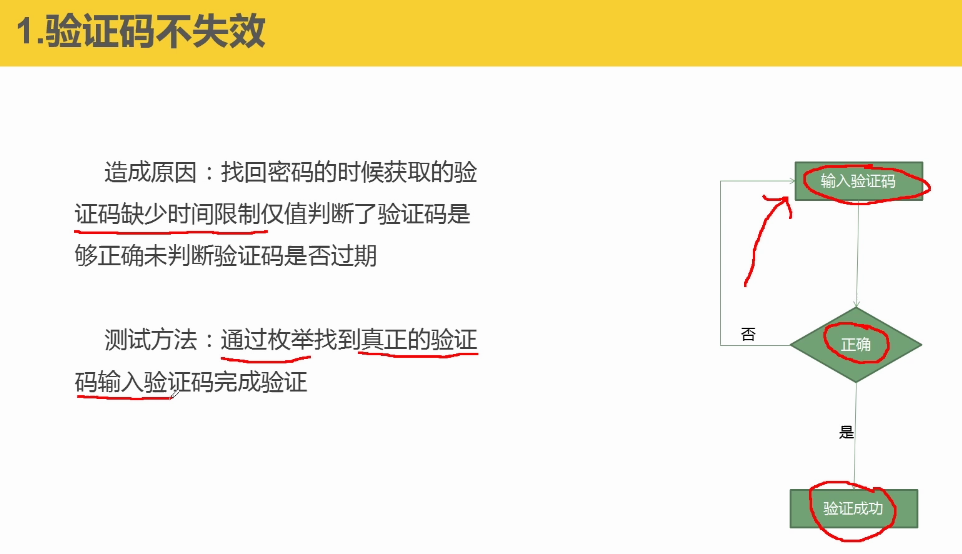 1.验证码不失效
造成原因：找回密码的时候获取的验
证码缺少时间限制仅值判断了验证码是
够正确未判断验证码是否过期
测试方法：通过枚举找到真正的验证
码输入验证码完成验证
输入验证码
否
正确
是
验证成功